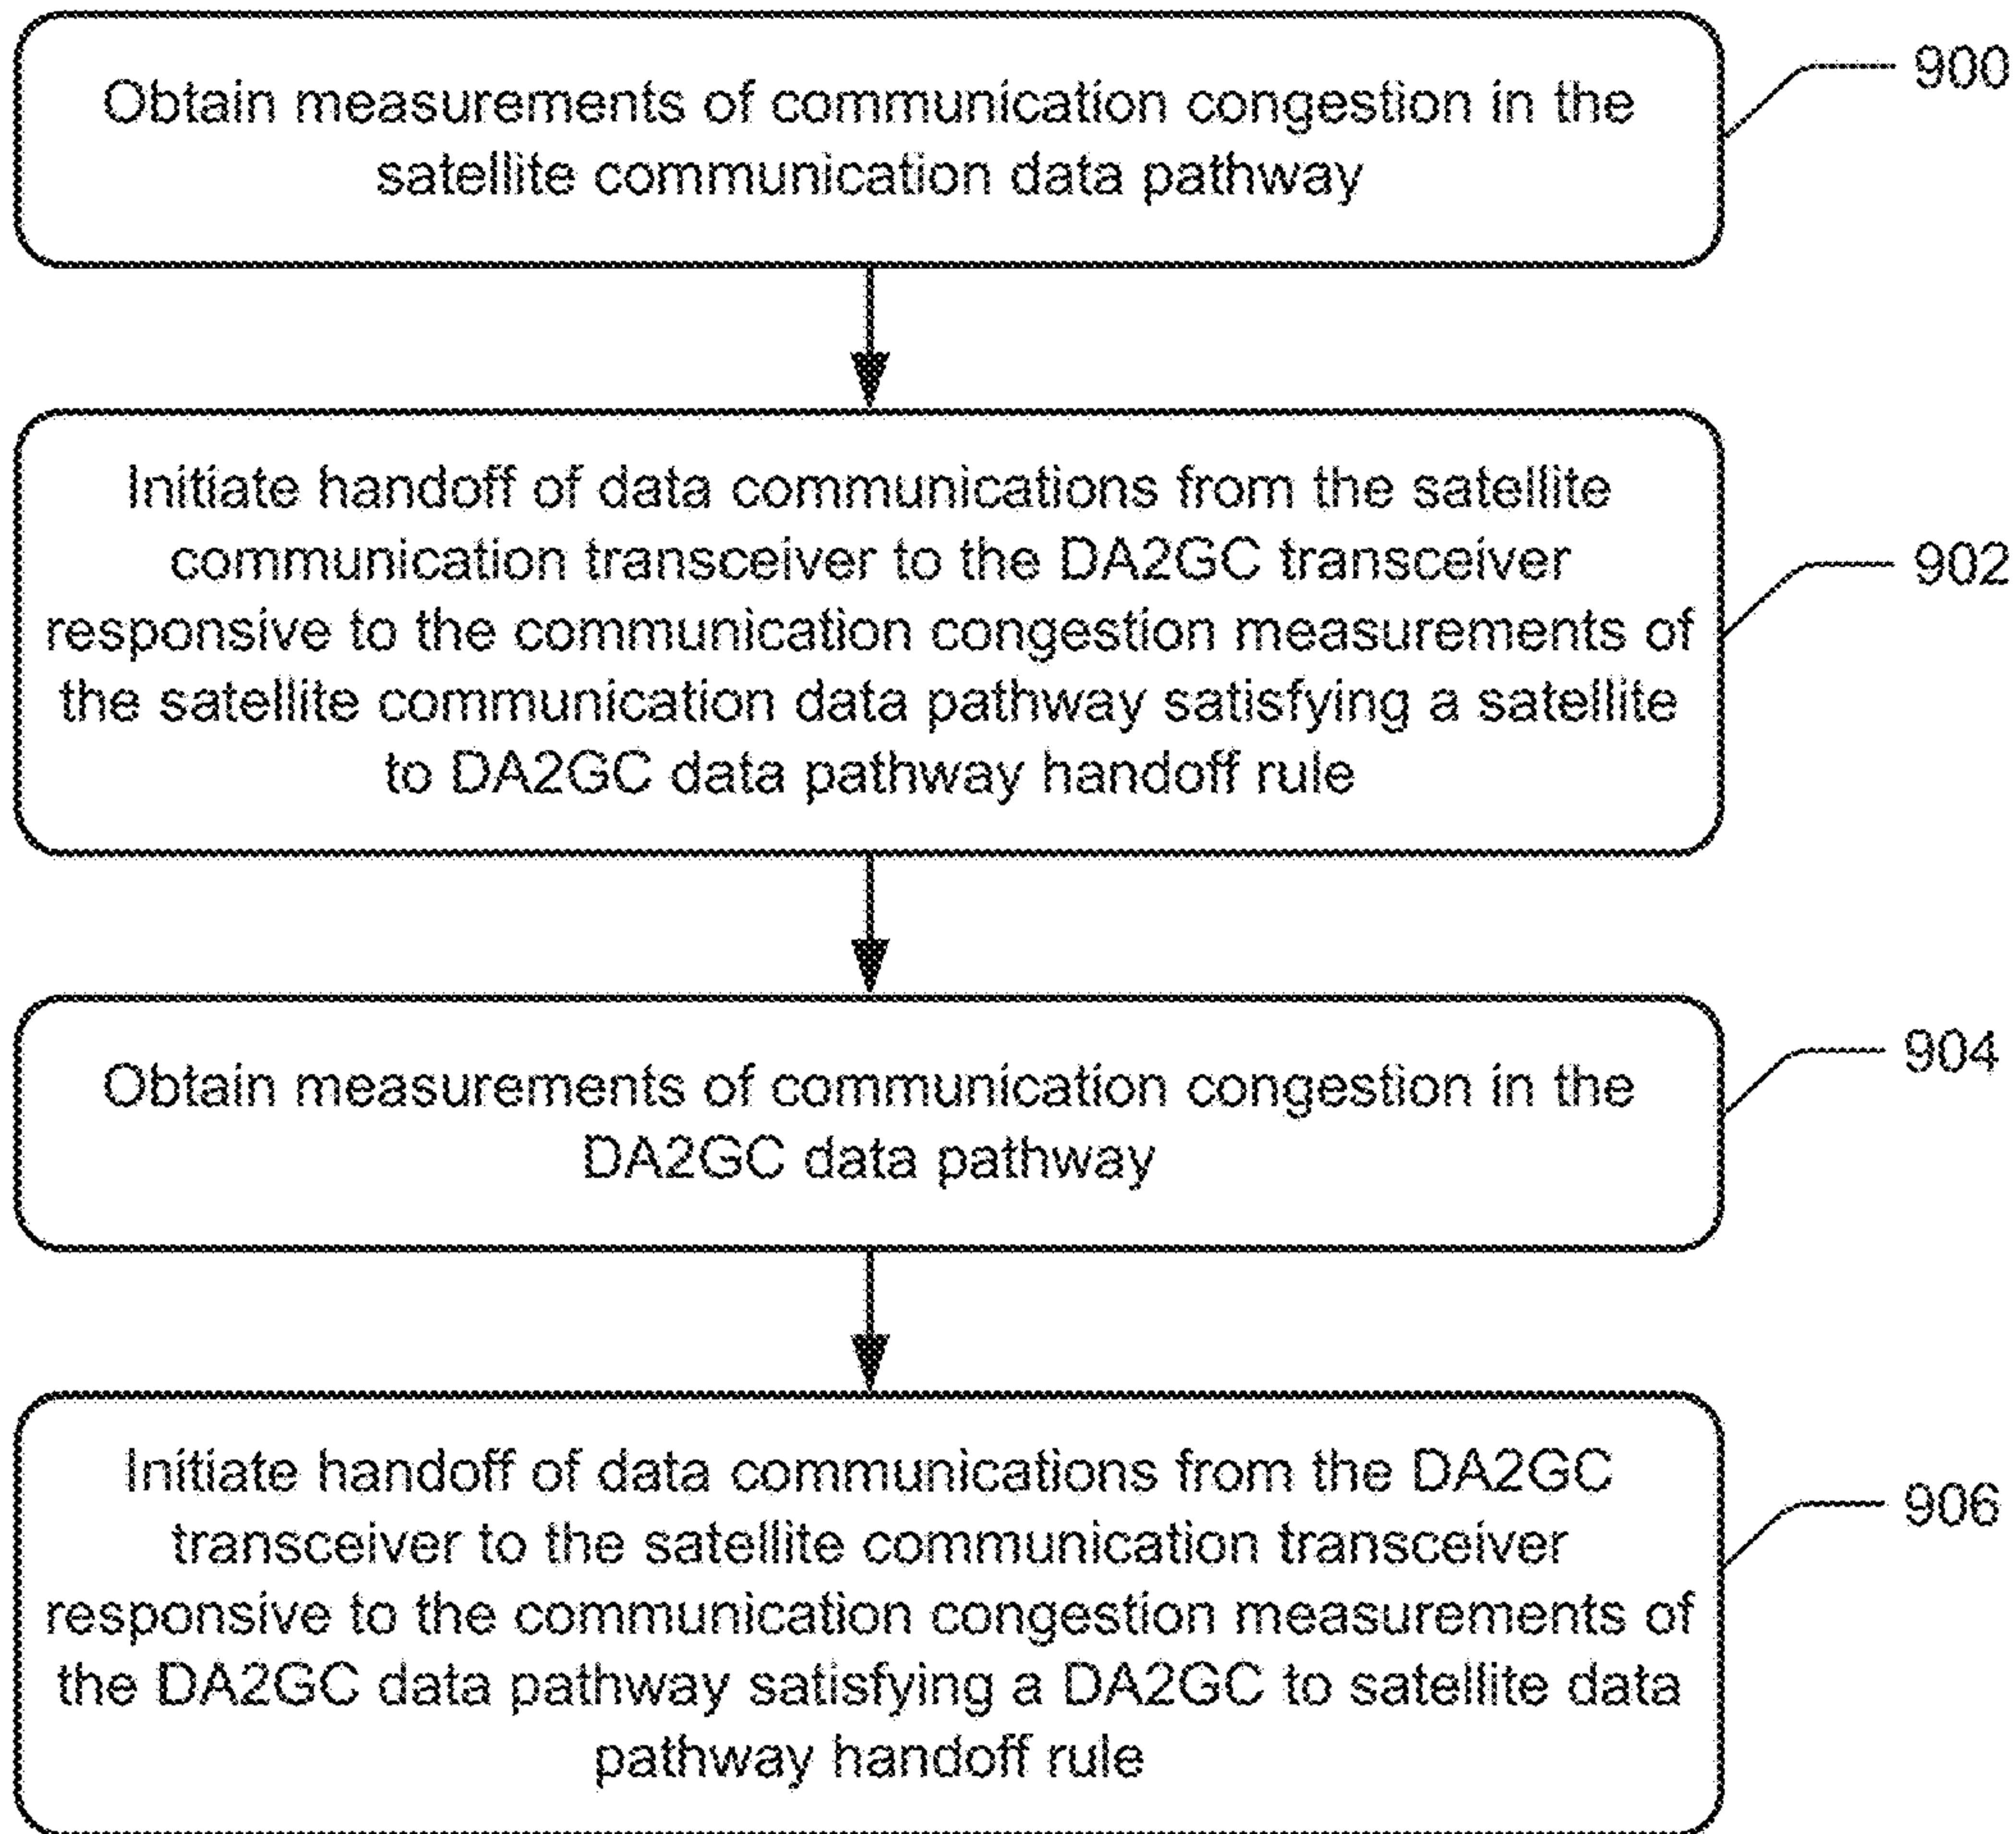 Obtain measurements of communication congestion in the
satellite communication data pathway
900
Initiate handoff of data communications from the satellite
communication transceiver to the DA2GC transceiver
responsive to the communication congestion measurements of
the satellite communication data pathway satisfying a satellite
to DA2GC data pathway handoff rule
902
Obtain measurements of communication congestion in the
DA2GC data pathway
904
Initiate handoff of data communications from the DA2GC
transceiver to the satellite communication transceiver
responsive to the communication congestion measurements of
the DA2GC data pathway satisfying a DA2GC to satellite data
pathway handoff rule
906